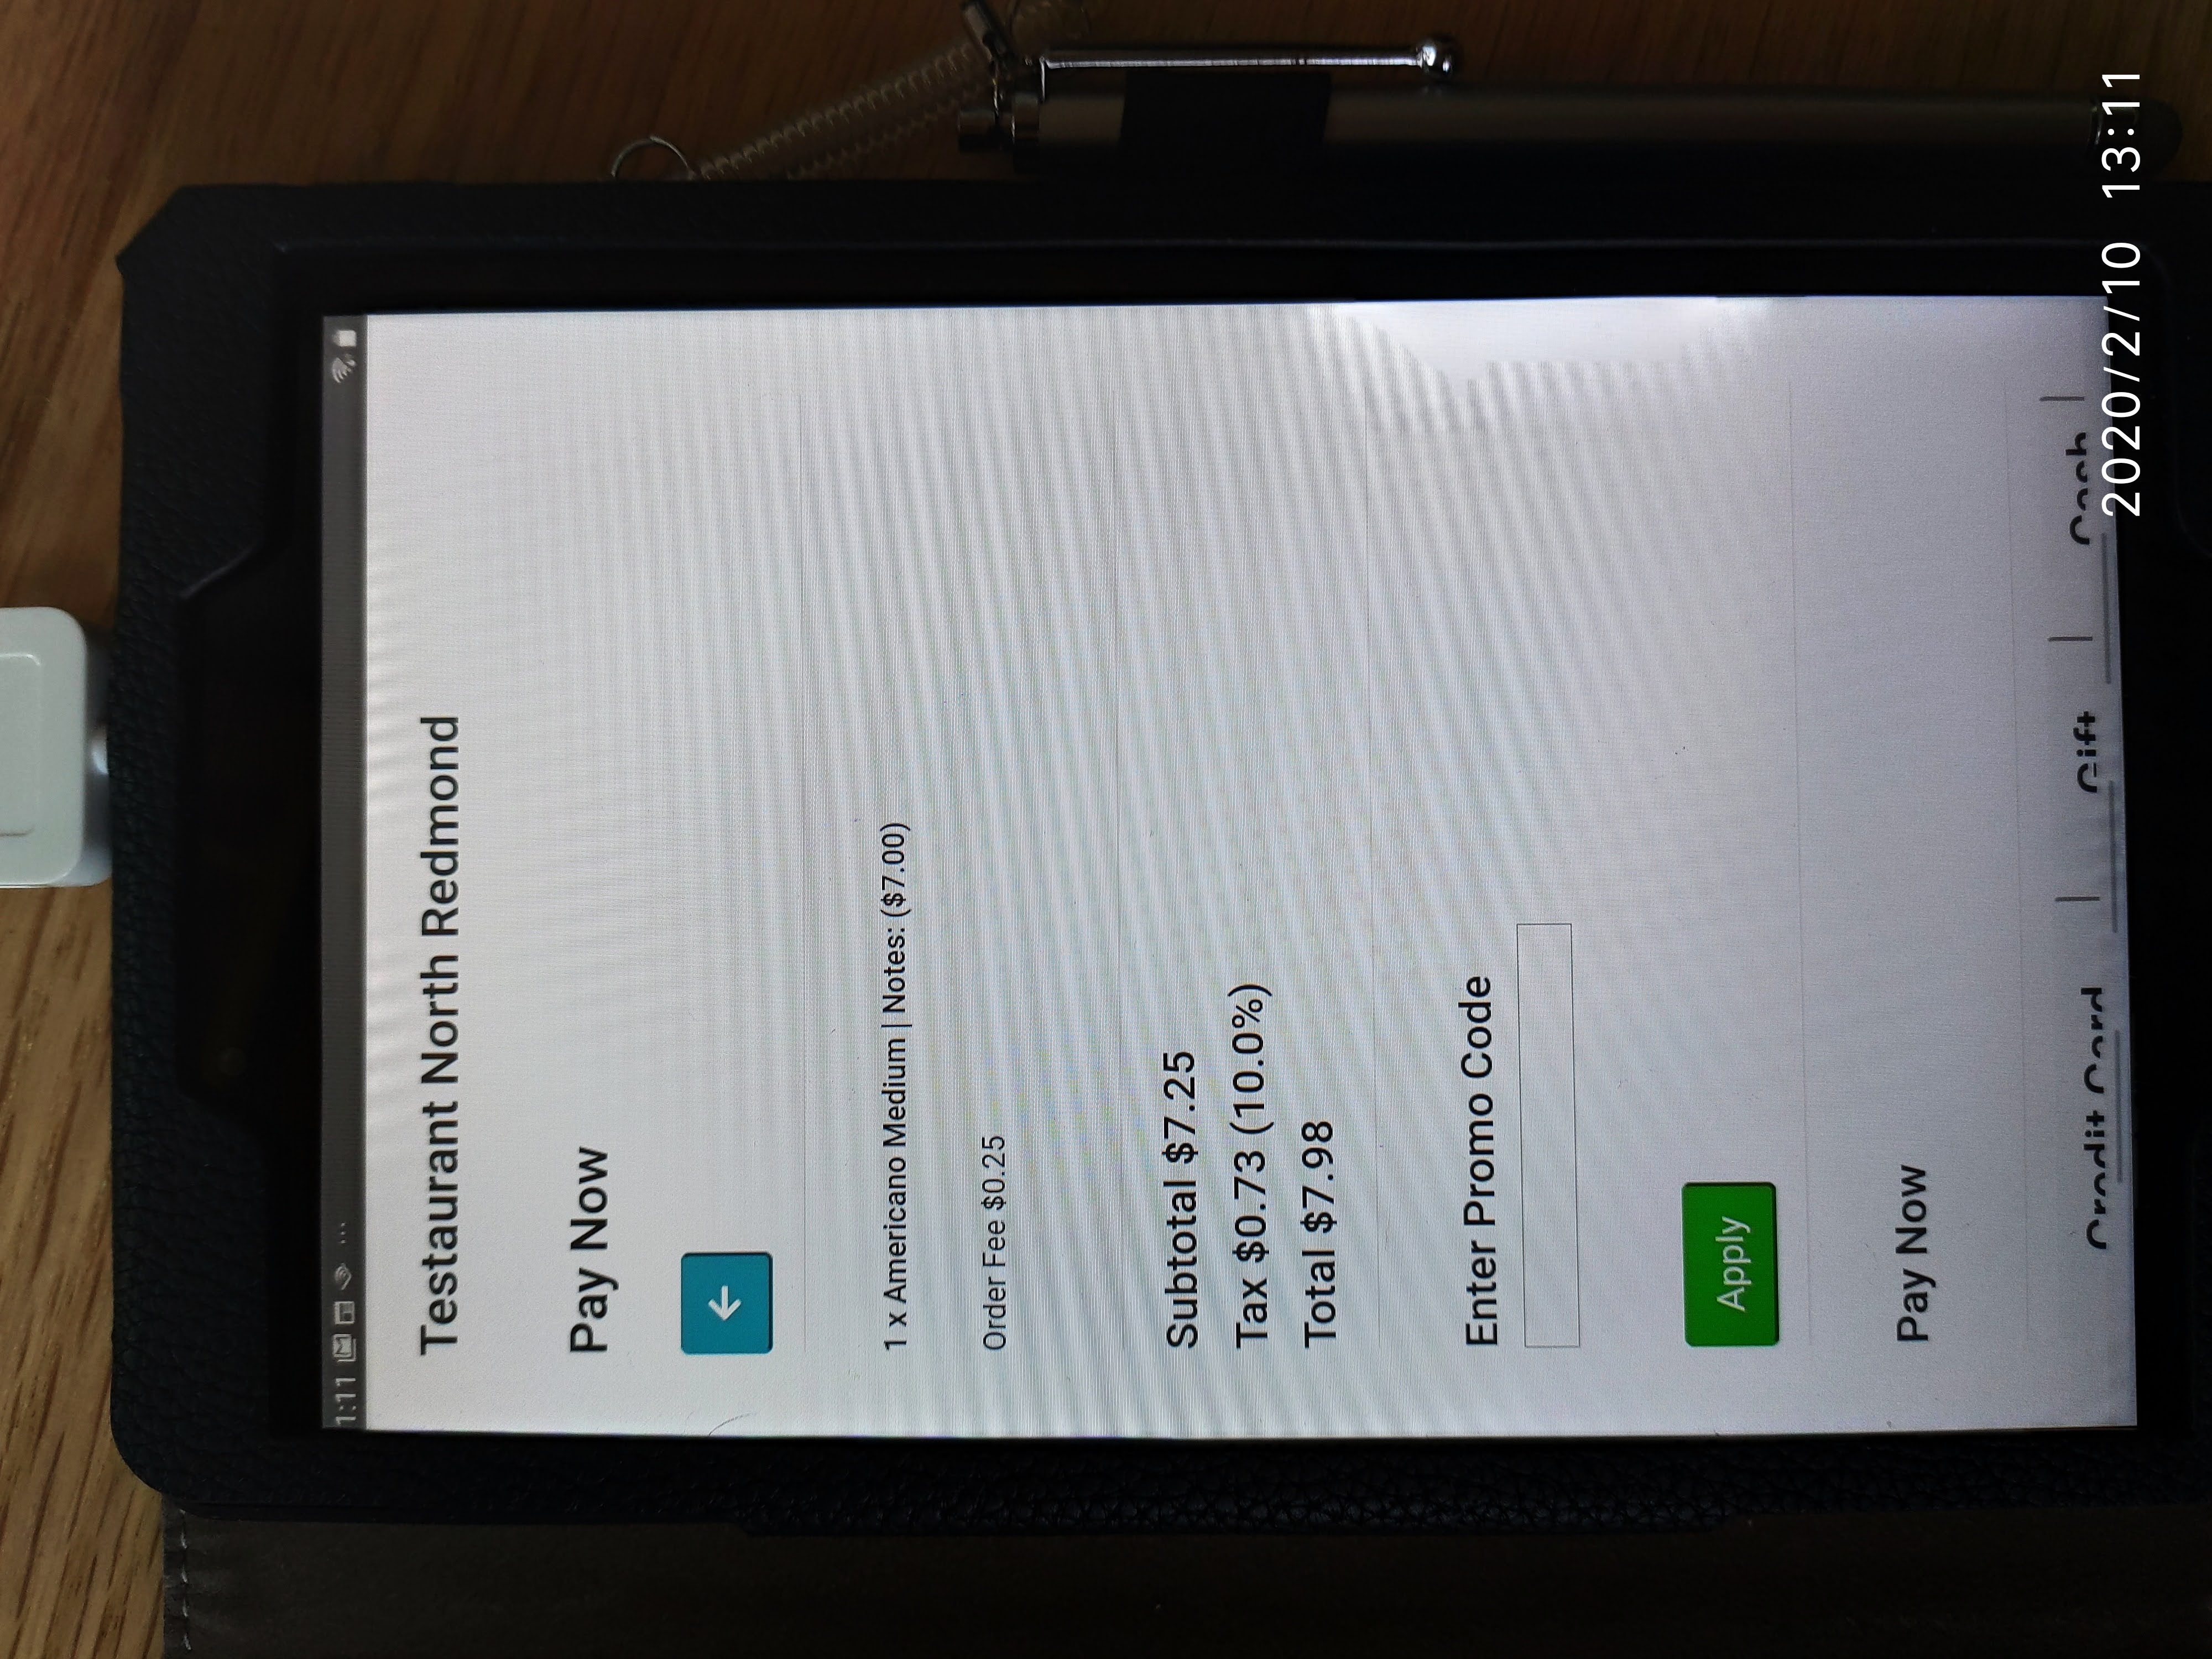 1:11
Testaurant North Redmond
Pay Now
1 x Americano Medium | Notes: ($7.00)
Order Fee $0.25
Subtotal $7.25
Tax $0.73 (10.0%)
Total $7.98
Enter Promo Code
Apply
Pay Now
Credit Card | Gift | Cash |
2020/2/10 13:11